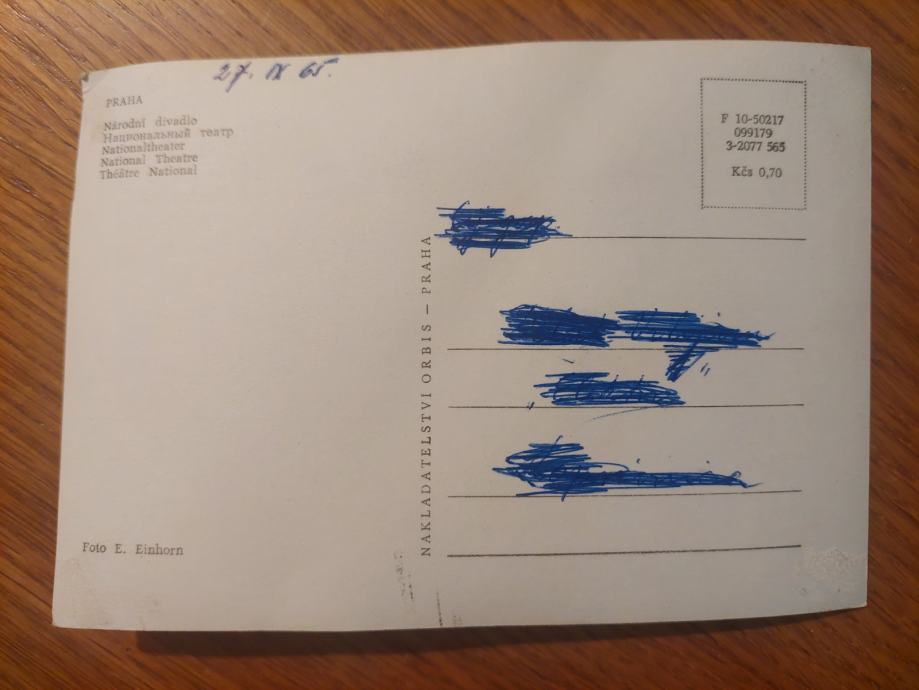 27. IX 65.
PRAHA
Národní divadlo
Национальный театр
Nationaltheater
National Theatre
Théâtre National
F 10-50217
099179
3-2077 565
Kčs 0,70
NAKLADATELSTVI ORBIS — PRAHA
Foto E. Einhorn